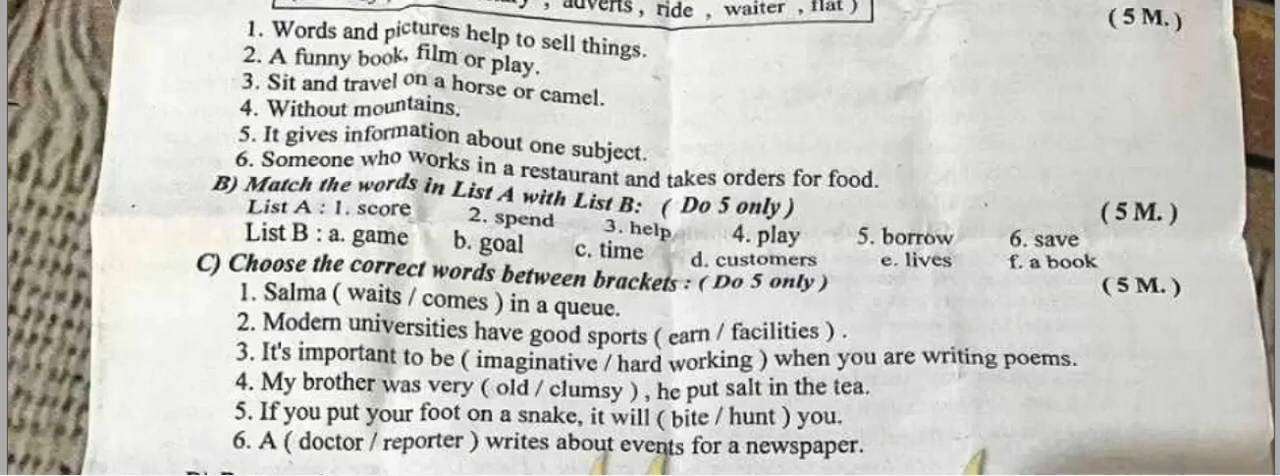 , adverts , ride , waiter , flat )
( 5 M. )
1. Words and pictures help to sell things.
2. A funny book, film or play.
3. Sit and travel on a horse or camel.
4. Without mountains.
5. It gives information about one subject.
6. Someone who works in a restaurant and takes orders for food.
B) Match the words in List A with List B: ( Do 5 only ) ( 5 M. )
List A : 1. score 2. spend 3. help 4. play 5. borrow 6. save
List B : a. game b. goal c. time d. customers e. lives f. a book
C) Choose the correct words between brackets : ( Do 5 only ) ( 5 M. )
1. Salma ( waits / comes ) in a queue.
2. Modern universities have good sports ( earn / facilities ) .
3. It's important to be ( imaginative / hard working ) when you are writing poems.
4. My brother was very ( old / clumsy ) , he put salt in the tea.
5. If you put your foot on a snake, it will ( bite / hunt ) you.
6. A ( doctor / reporter ) writes about events for a newspaper.